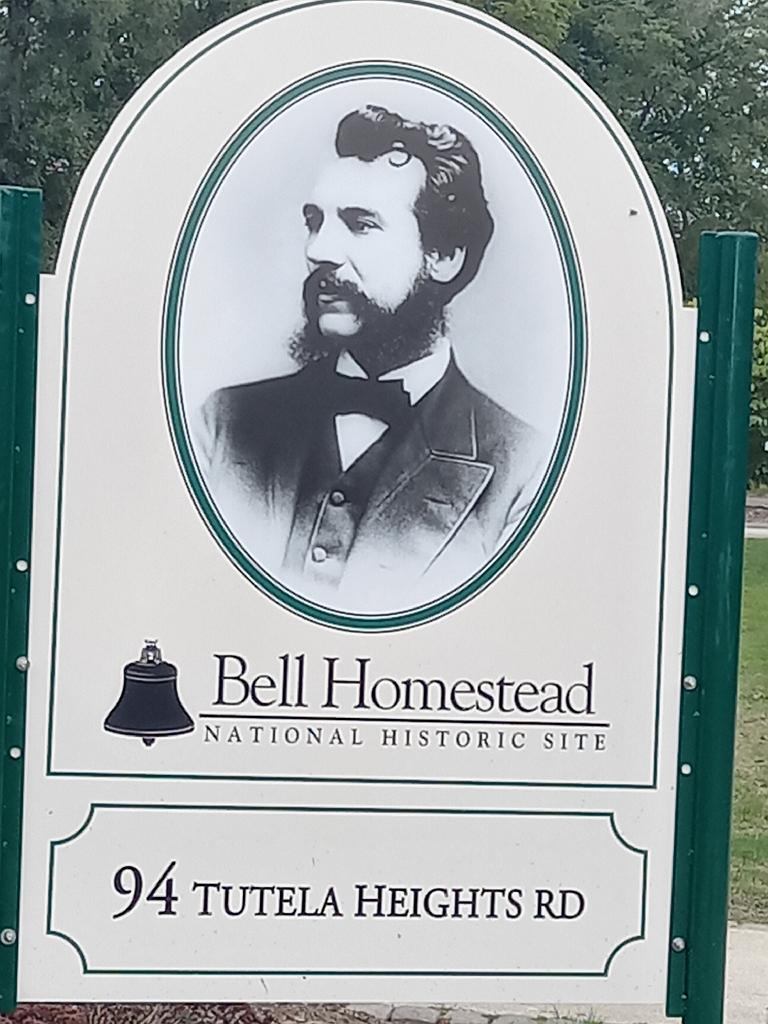 Bell Homestead
NATIONAL HISTORIC SITE
94 TUTELA HEIGHTS RD